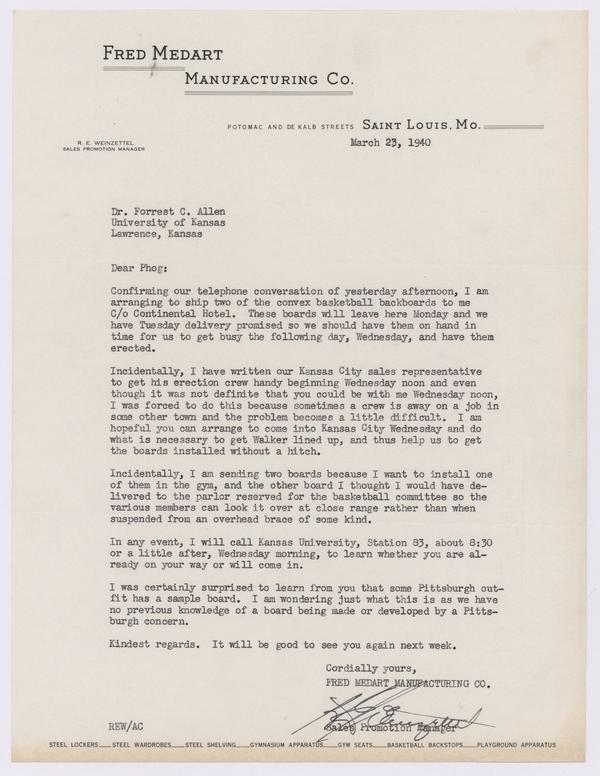 FRED MEDART
MANUFACTURING CO.
POTOMAC AND DE KALB STREETS SAINT LOUIS, MO.
R. E. WEINZETTEL
SALES PROMOTION MANAGER
March 23, 1940
Dr. Forrest C. Allen
University of Kansas
Lawrence, Kansas
Dear Phog:
Confirming our telephone conversation of yesterday afternoon, I am
arranging to ship two of the convex basketball backboards to me
C/o Continental Hotel. These boards will leave here Monday and we
have Tuesday delivery promised so we should have them on hand in
time for us to get busy the following day, Wednesday, and have them
erected.
Incidentally, I have written our Kansas City sales representative
to get his erection crew handy beginning Wednesday noon and even
though it was not definite that you could be with me Wednesday noon,
I was forced to do this because sometimes a crew is away on a job in
some other town and the problem becomes a little difficult. I am
hopeful you can arrange to come into Kansas City Wednesday and do
what is necessary to get Walker lined up, and thus help us to get
the boards installed without a hitch.
Incidentally, I am sending two boards because I want to install one
of them in the gym, and the other board I thought I would have de-
livered to the parlor reserved for the basketball committee so the
various members can look it over at close range rather than when
suspended from an overhead brace of some kind.
In any event, I will call Kansas University, Station 83, about 8:30
or a little after, Wednesday morning, to learn whether you are al-
ready on your way or will come in.
I was certainly surprised to learn from you that some Pittsburgh out-
fit has a sample board. I am wondering just what this is as we have
no previous knowledge of a board being made or developed by a Pitts-
burgh concern.
Kindest regards. It will be good to see you again next week.
Cordially yours,
FRED MEDART MANUFACTURING CO.
R E Weinzettel
Sales Promotion Manager
REW/AC
STEEL LOCKERS STEEL WARDROBES STEEL SHELVING GYMNASIUM APPARATUS GYM SEATS BASKETBALL BACKSTOPS PLAYGROUND APPARATUS